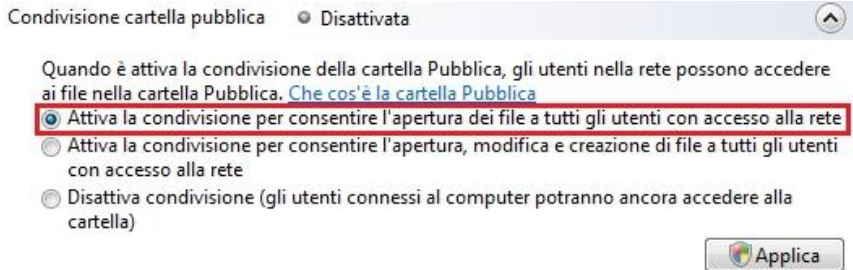 Condivisione cartella pubblica Disattivata
Quando è attiva la condivisione della cartella Pubblica, gli utenti nella rete possono accedere
ai file nella cartella Pubblica. Che cos'è la cartella Pubblica
Attiva la condivisione per consentire l'apertura dei file a tutti gli utenti con accesso alla rete
Attiva la condivisione per consentire l'apertura, modifica e creazione di file a tutti gli utenti
con accesso alla rete
Disattiva condivisione (gli utenti connessi al computer potranno ancora accedere alla
cartella)
Applica